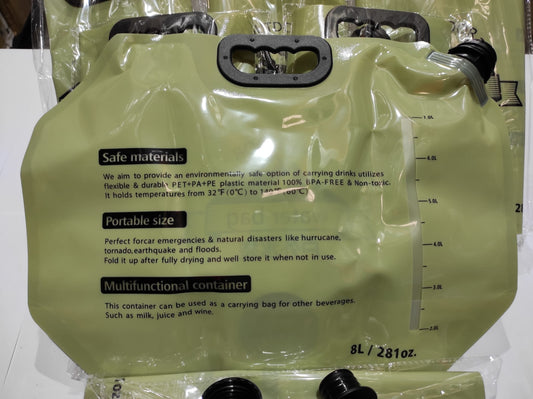 Safe materials
We aim to provide an environmentally safe option of carrying drinks utilizes
flexible & durable PET+PA+PE plastic material 100% BPA-FREE & Non-toxic.
It holds temperatures from 32°F(0℃) to
Portable size
Perfect forcar emergencies & natural disasters like hurrucane,
tornado,earthquake and floods.
Fold it up after fully drying and well store it when not in use.
Multifunctional container
This container can be used as a carrying bag for other beverages.
Such as milk, juice and wine.
6.0L
5.0L
4.0L
3.0L
2.0L
8L / 281oz.